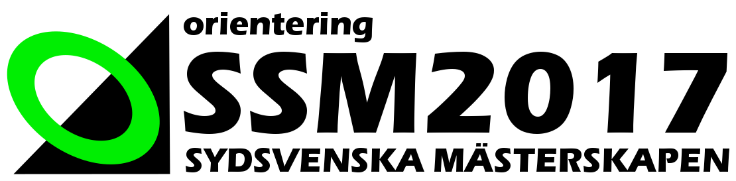 orientering
SSM2017
SYDSVENSKA MÄSTERSKAPEN